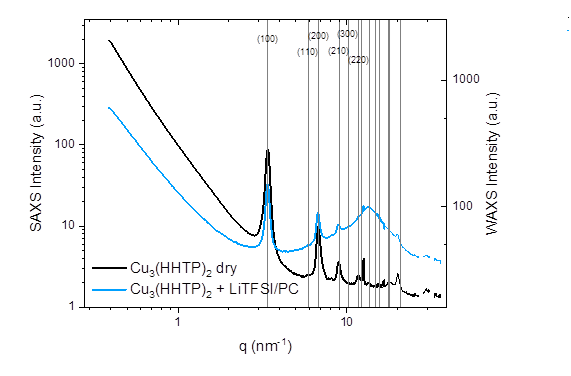 (100)
(200)
(300)
(110)
(210)
(220)
1000
100
10
1
1000
100
SAXS Intensity (a.u.)
WAXS Intensity (a.u.)
Cu₃(HHTP)₂ dry
Cu₃(HHTP)₂ + LiTFSI/PC
1
10
q (nm⁻¹)